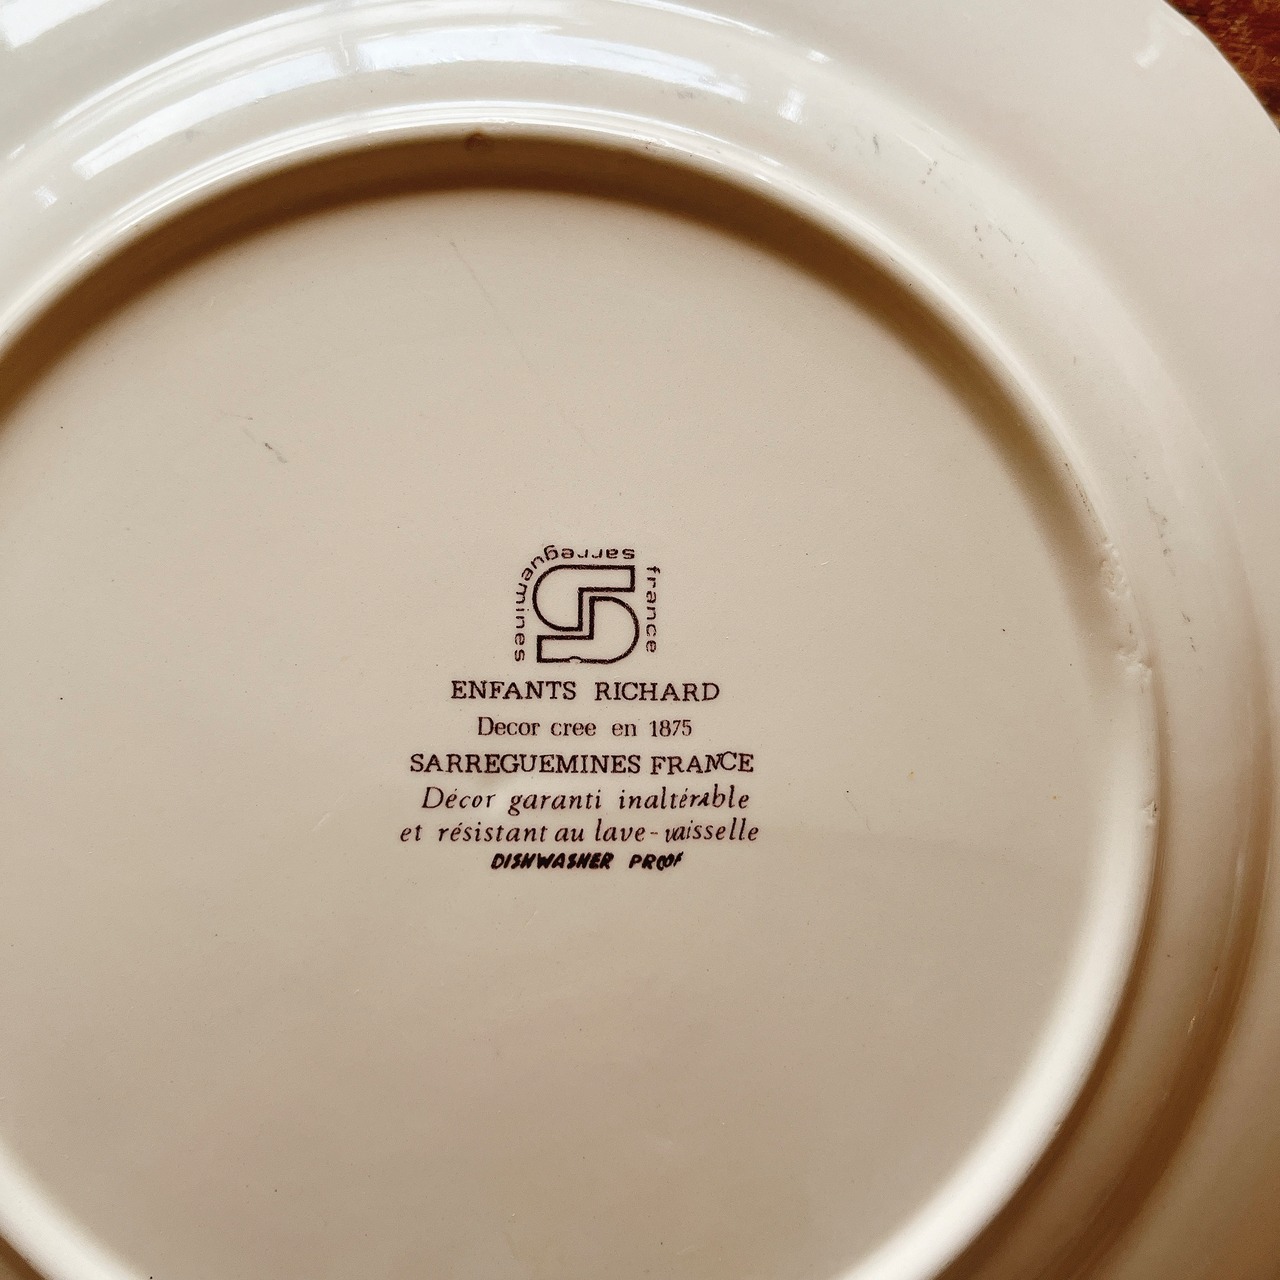 sarreguemines france
ENFANTS RICHARD
Decor cree en 1875
SARREGUEMINES FRANCE
Décor garanti inaltérable
et résistant au lave-vaisselle
DISHWASHER PROOF